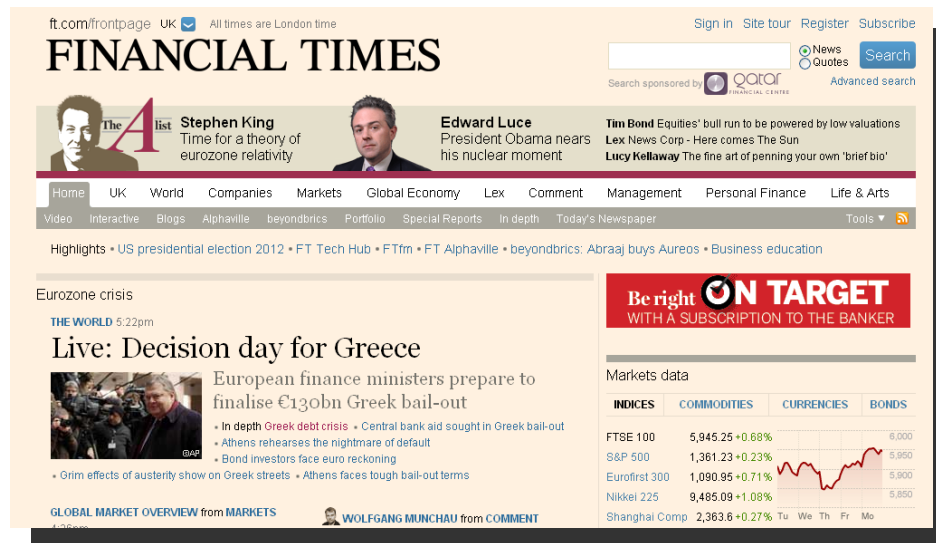 ft.com/frontpage UK All times are London time
Sign in Site tour Register Subscribe
FINANCIAL TIMES
News
Quotes
Search
Search sponsored by Qatar FINANCIAL CENTRE
Advanced search
The A list
Stephen King
Time for a theory of
eurozone relativity
Edward Luce
President Obama nears
his nuclear moment
Tim Bond Equities' bull run to be powered by low valuations
Lex News Corp - Here comes The Sun
Lucy Kellaway The fine art of penning your own 'brief bio'
Home UK World Companies Markets Global Economy Lex Comment Management Personal Finance Life & Arts
Video Interactive Blogs Alphaville beyondbrics Portfolio Special Reports In depth Today's Newspaper Tools
Highlights • US presidential election 2012 • FT Tech Hub • FTfm • FT Alphaville • beyondbrics: Abraaj buys Aureos • Business education
Eurozone crisis
THE WORLD 5:22pm
Live: Decision day for Greece
European finance ministers prepare to
finalise €130bn Greek bail-out
• In depth Greek debt crisis • Central bank aid sought in Greek bail-out
• Athens rehearses the nightmare of default
• Bond investors face euro reckoning
• Grim effects of austerity show on Greek streets • Athens faces tough bail-out terms
©AP
GLOBAL MARKET OVERVIEW from MARKETS
4:26pm
WOLFGANG MUNCHAU from COMMENT
Be right ON TARGET
WITH A SUBSCRIPTION TO THE BANKER
Markets data
INDICES COMMODITIES CURRENCIES BONDS
FTSE 100 5,945.25 +0.68%
S&P 500 1,361.23 +0.23%
Eurofirst 300 1,090.95 +0.71%
Nikkei 225 9,485.09 +1.08%
Shanghai Comp 2,363.6 +0.27%
6,000
5,950
5,900
5,850
Tu We Th Fr Mo